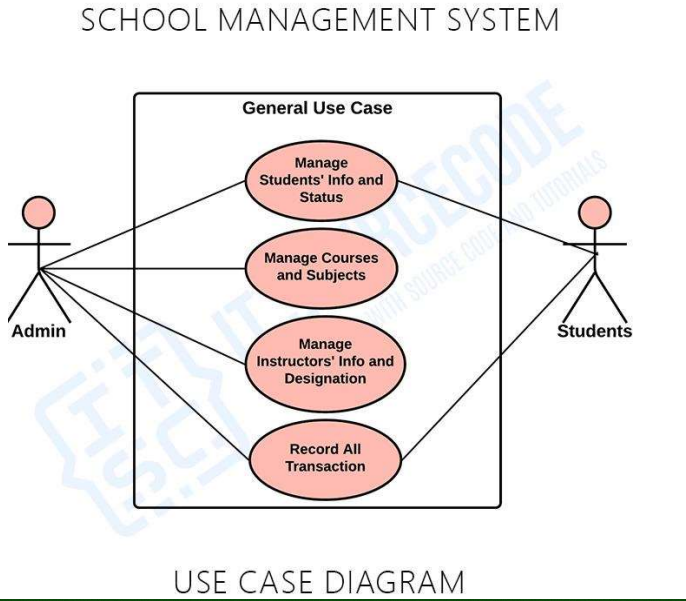 SCHOOL MANAGEMENT SYSTEM
General Use Case
Manage
Students' Info and
Status
Manage Courses
and Subjects
Manage
Instructors' Info and
Designation
Record All
Transaction
Admin
Students
USE CASE DIAGRAM